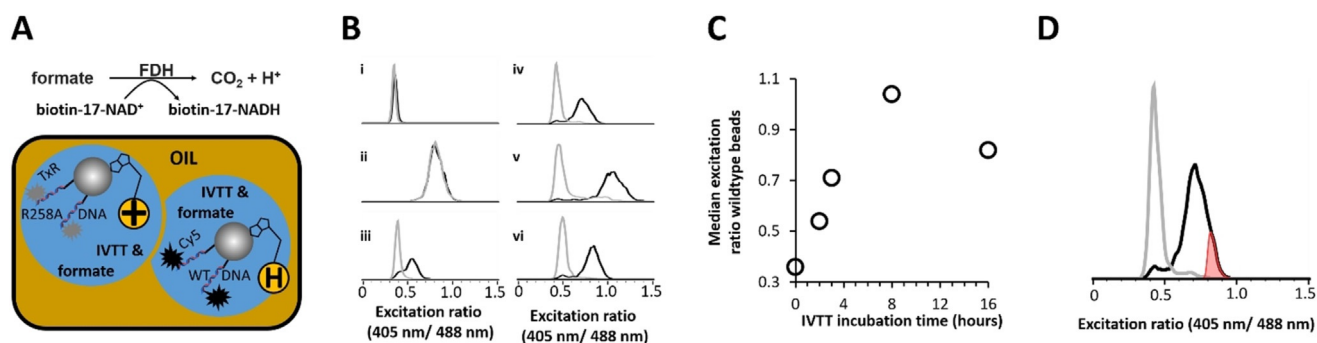 A
formate
FDH
CO2 + H+
biotin-17-NAD+
biotin-17-NADH
OIL
TxR
R258A
DNA
IVTT &
formate
IVTT &
formate
Cy5
WT
DNA
H
B
i
ii
iii
0
0.5
1.0
1.5
Excitation ratio
(405 nm/ 488 nm)
iv
v
vi
0
0.5
1.0
1.5
Excitation ratio
(405 nm/ 488 nm)
C
Median excitation
ratio wildtype beads
1.1
0.9
0.7
0.5
0.3
0
4
8
12
16
IVTT incubation time (hours)
D
0
0.5
1.0
1.5
Excitation ratio (405 nm/ 488 nm)